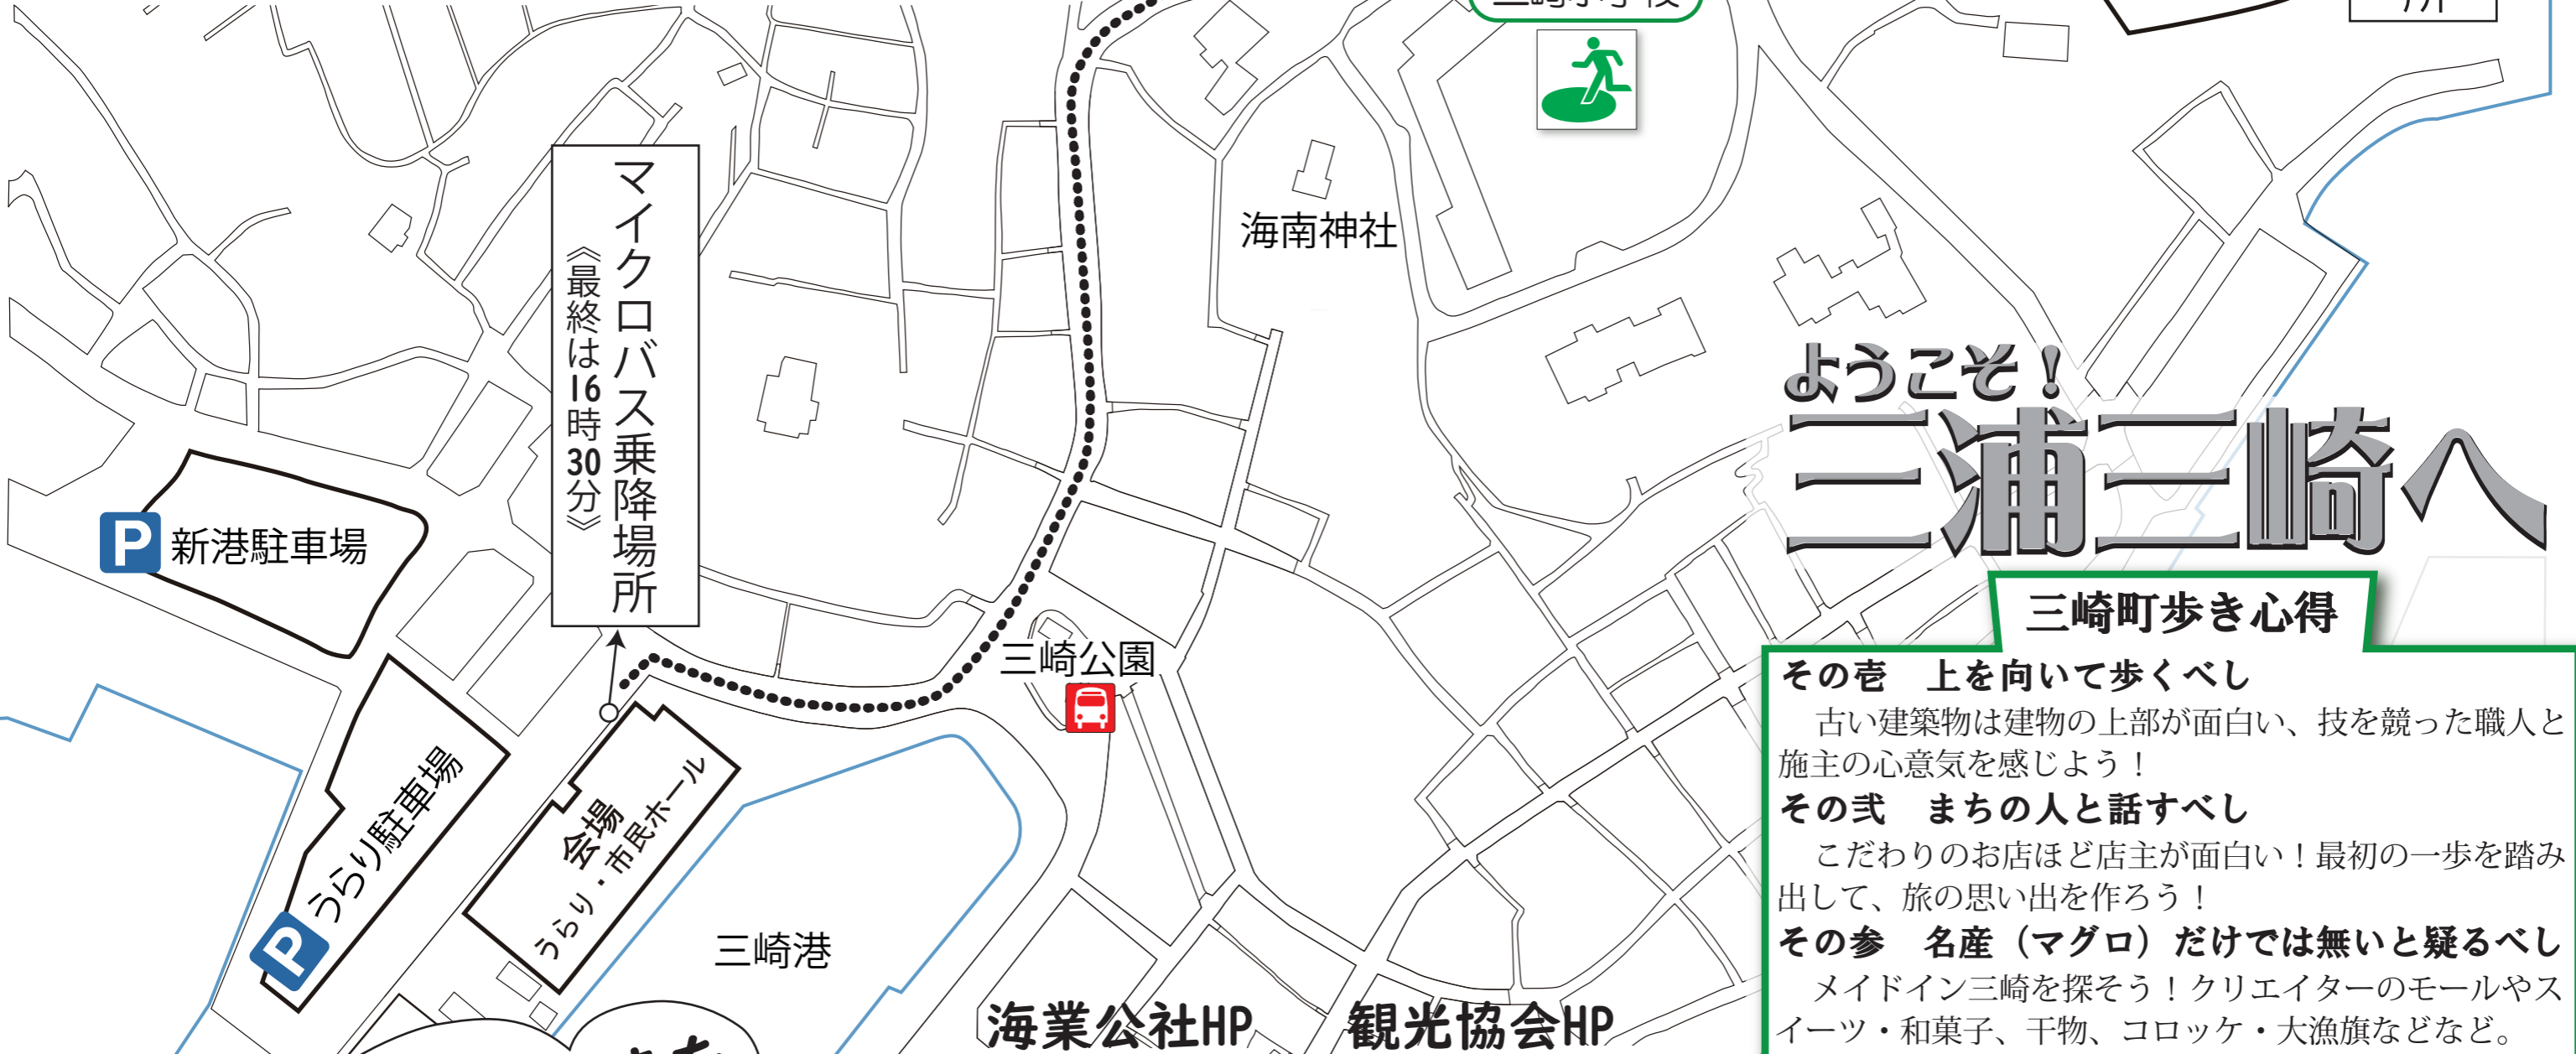 マイクロバス乗降場所
《最終は16時30分》
海南神社
P 新港駐車場
三崎公園
P うらり駐車場
会場
うらり・市民ホール
三崎港
海業公社HP
観光協会HP
ようこそ!
三浦三崎へ
三崎町歩き心得
その壱 上を向いて歩くべし
古い建築物は建物の上部が面白い、技を競った職人と
施主の心意気を感じよう!
その弐 まちの人と話すべし
こだわりのお店ほど店主が面白い!最初の一歩を踏み
出して、旅の思い出を作ろう!
その参 名産(マグロ)だけでは無いと疑るべし
メイドイン三崎を探そう!クリエイターのモールやス
イーツ・和菓子、干物、コロッケ・大漁旗などなど。